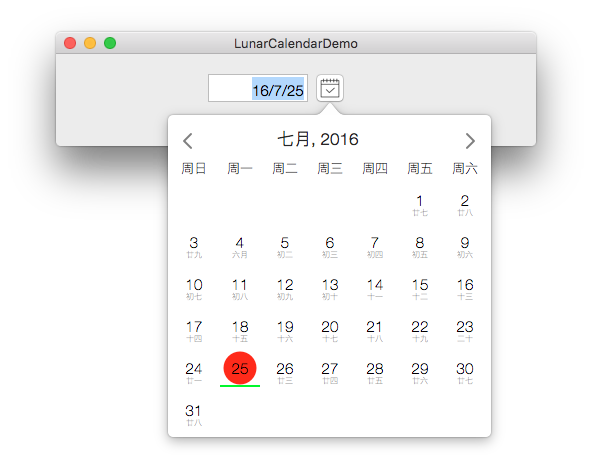 LunarCalendarDemo
16/7/25
七月, 2016
周日 周一 周二 周三 周四 周五 周六
1 2
廿七 廿八
3 4 5 6 7 8 9
廿九 六月 初二 初三 初四 初五 初六
10 11 12 13 14 15 16
初七 初八 初九 初十 十一 十二 十三
17 18 19 20 21 22 23
十四 十五 十六 十七 十八 十九 二十
24 25 26 27 28 29 30
廿一 廿三 廿四 廿五 廿六 廿七
31
廿八